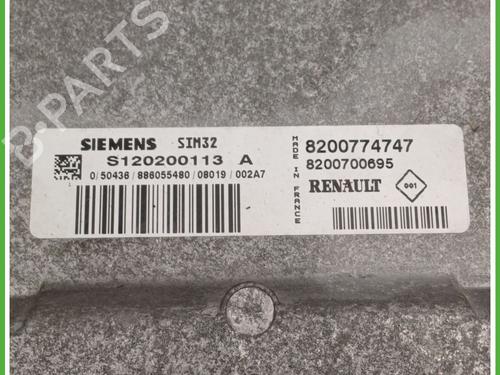 B-PARTS
SIEMENS SIM32
S120200113 A
0/50436/886055480/08019/002A7
MADE IN FRANCE
8200774747
8200700695
RENAULT 001